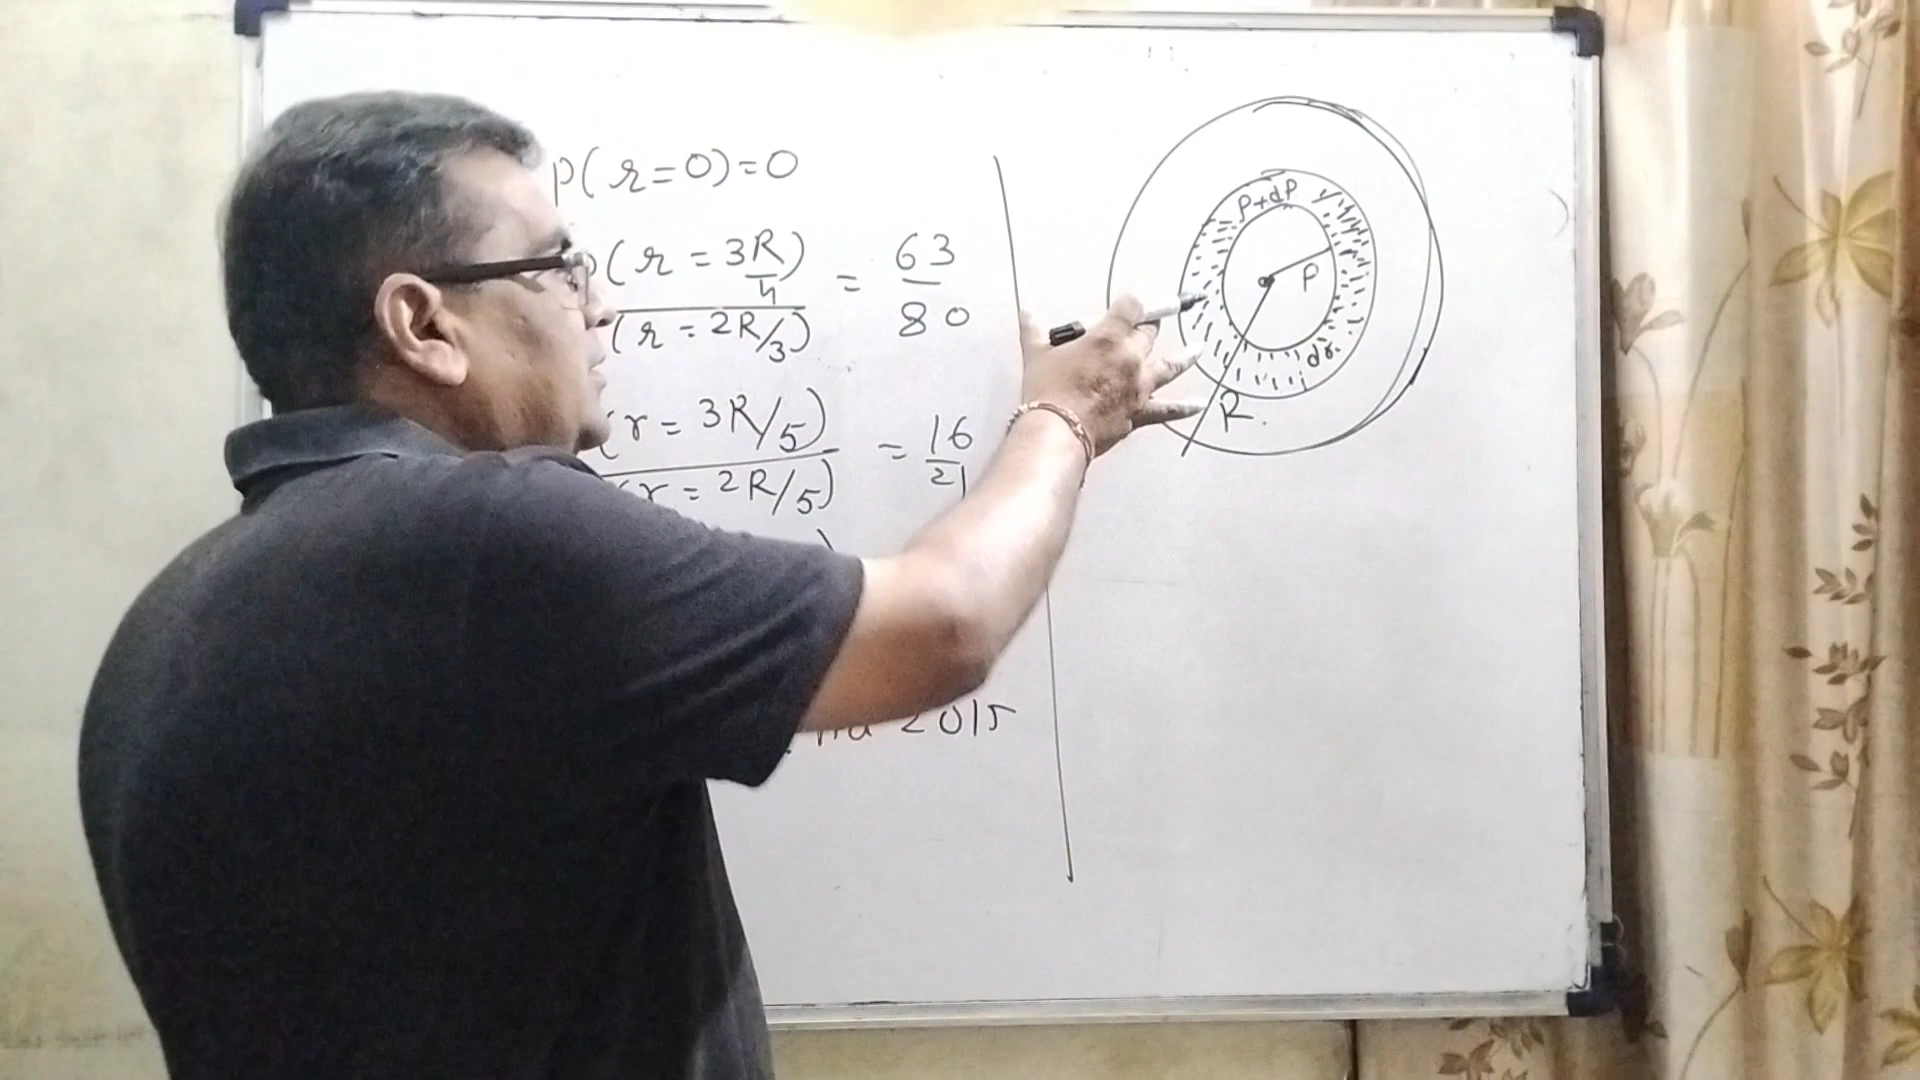 P(r=0)=0
(r = 3R/4) = 63/80
(r = 2R/3)
(r = 3R/5) = 16/21
(r = 2R/5)
2015
P+dP
P
dr.
R.